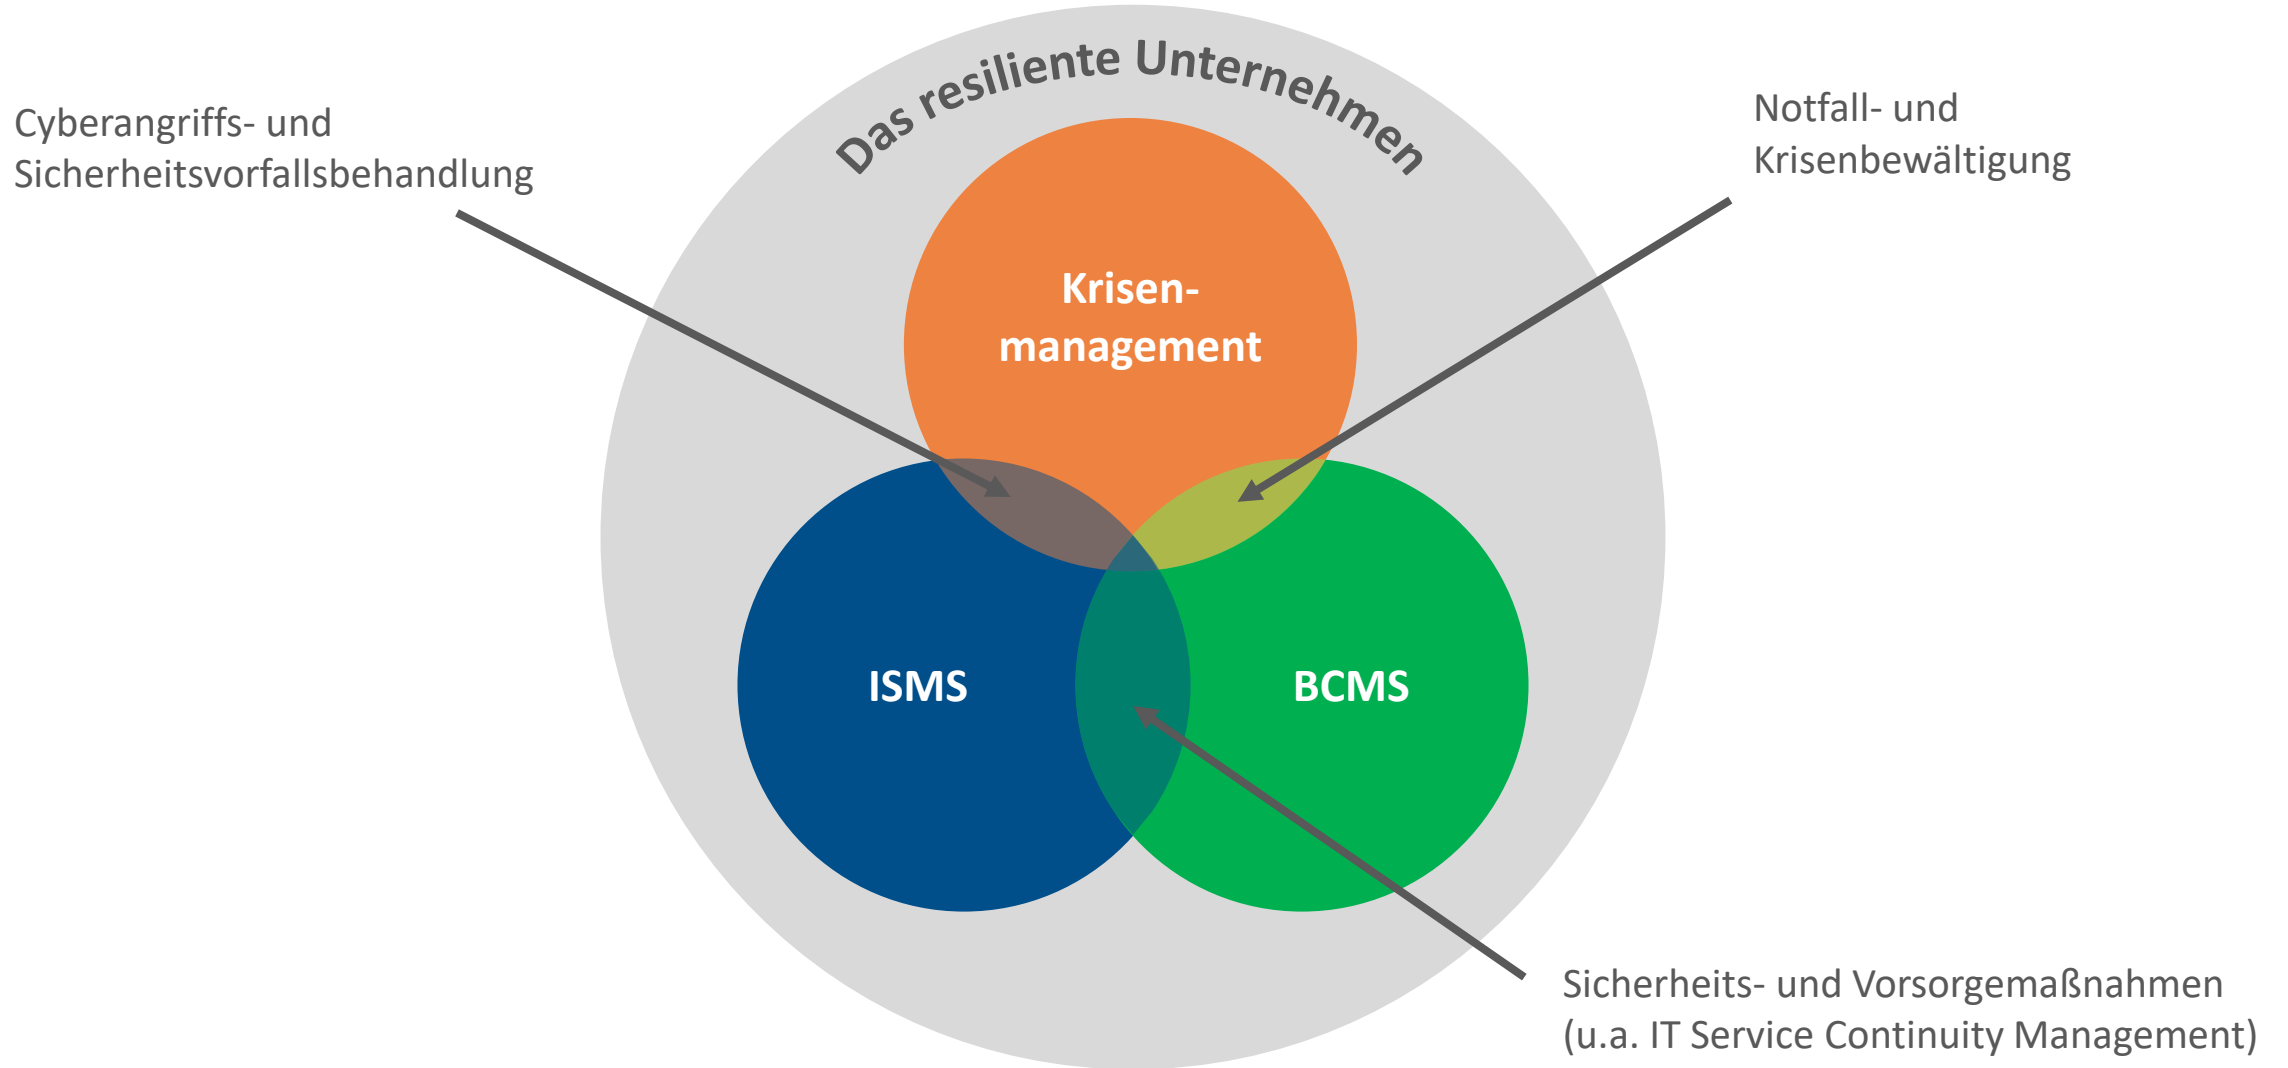 Das resiliente Unternehmen
Cyberangriffs- und
Sicherheitsvorfallsbehandlung
Notfall- und
Krisenbewältigung
Krisen-
management
ISMS
BCMS
Sicherheits- und Vorsorgemaßnahmen
(u.a. IT Service Continuity Management)